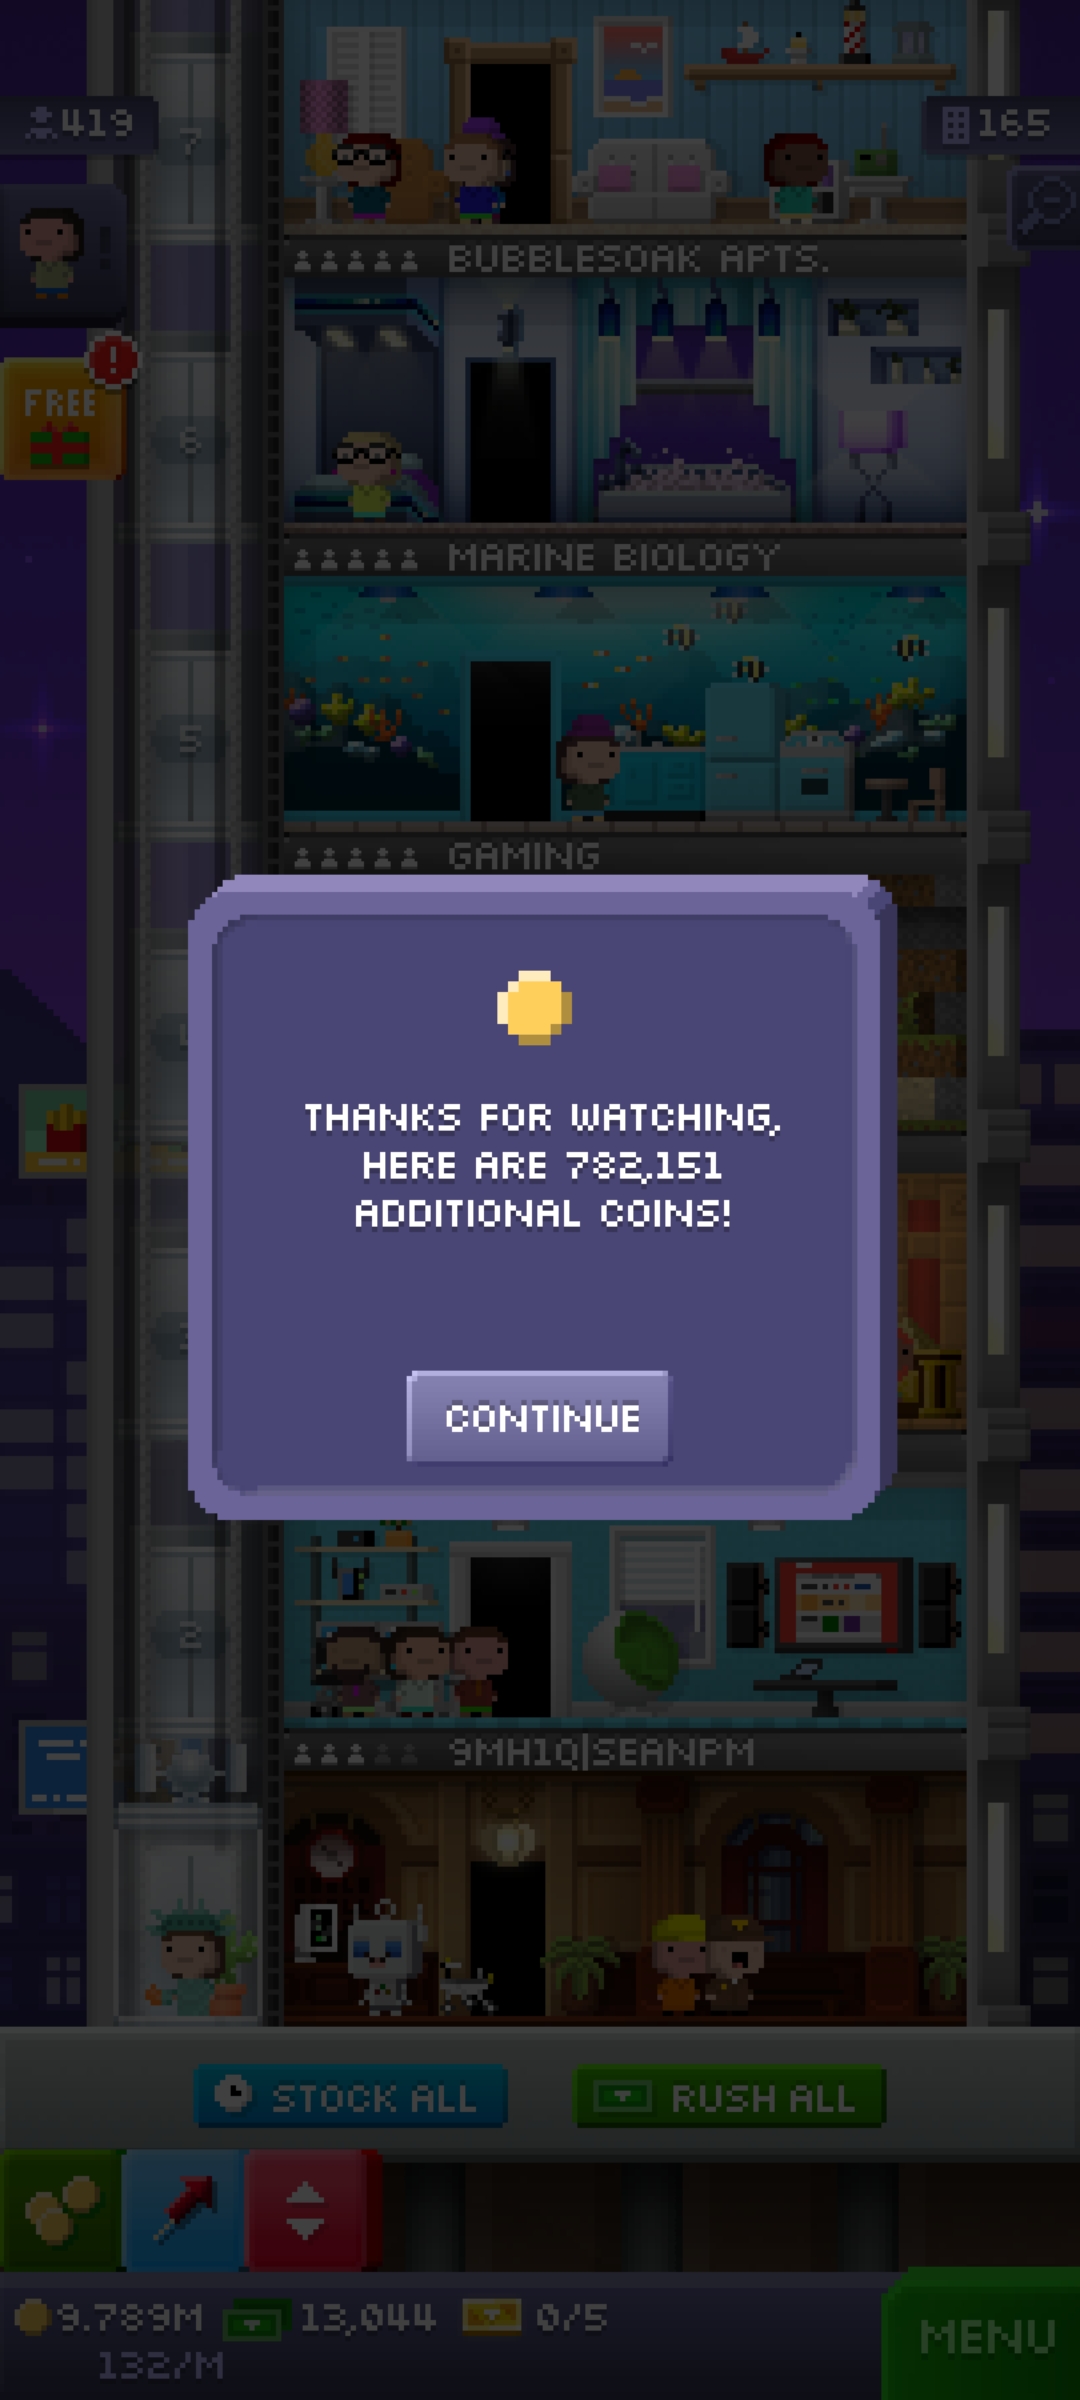 7
419
165
BUBBLESOAK APTS.
FREE
!
6
MARINE BIOLOGY
5
GAMING
THANKS FOR WATCHING,
HERE ARE 782,151
ADDITIONAL COINS!
CONTINUE
2
9MH1Q|SEANPM
STOCK ALL
RUSH ALL
9.789M
13,044
0/5
132/M
MENU